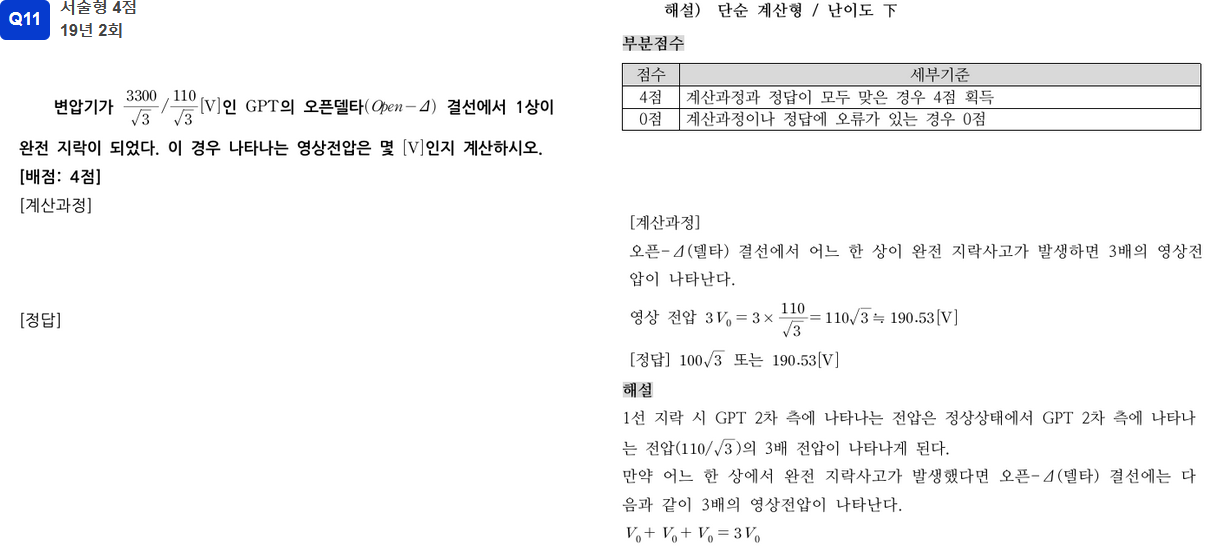 Q11
서술형 4점
19년 2회
변압기가 3300/√3 / 110/√3 [V]인 GPT의 오픈델타(Open-Δ) 결선에서 1상이
완전 지락이 되었다. 이 경우 나타나는 영상전압은 몇 [V]인지 계산하시오.
[배점: 4점]
[계산과정]
[정답]
해설) 단순 계산형 / 난이도 下
부분점수
점수 세부기준
4점 계산과정과 정답이 모두 맞은 경우 4점 획득
0점 계산과정이나 정답에 오류가 있는 경우 0점
[계산과정]
오픈-Δ(델타) 결선에서 어느 한 상이 완전 지락사고가 발생하면 3배의 영상전
압이 나타난다.
영상 전압 3V₀ = 3 × 110/√3 = 110√3 ≒ 190.53[V]
[정답] 100√3 또는 190.53[V]
해설
1선 지락 시 GPT 2차 측에 나타나는 전압은 정상상태에서 GPT 2차 측에 나타나
는 전압(110/√3)의 3배 전압이 나타나게 된다.
만약 어느 한 상에서 완전 지락사고가 발생했다면 오픈-Δ(델타) 결선에는 다
음과 같이 3배의 영상전압이 나타난다.
V₀ + V₀ + V₀ = 3V₀